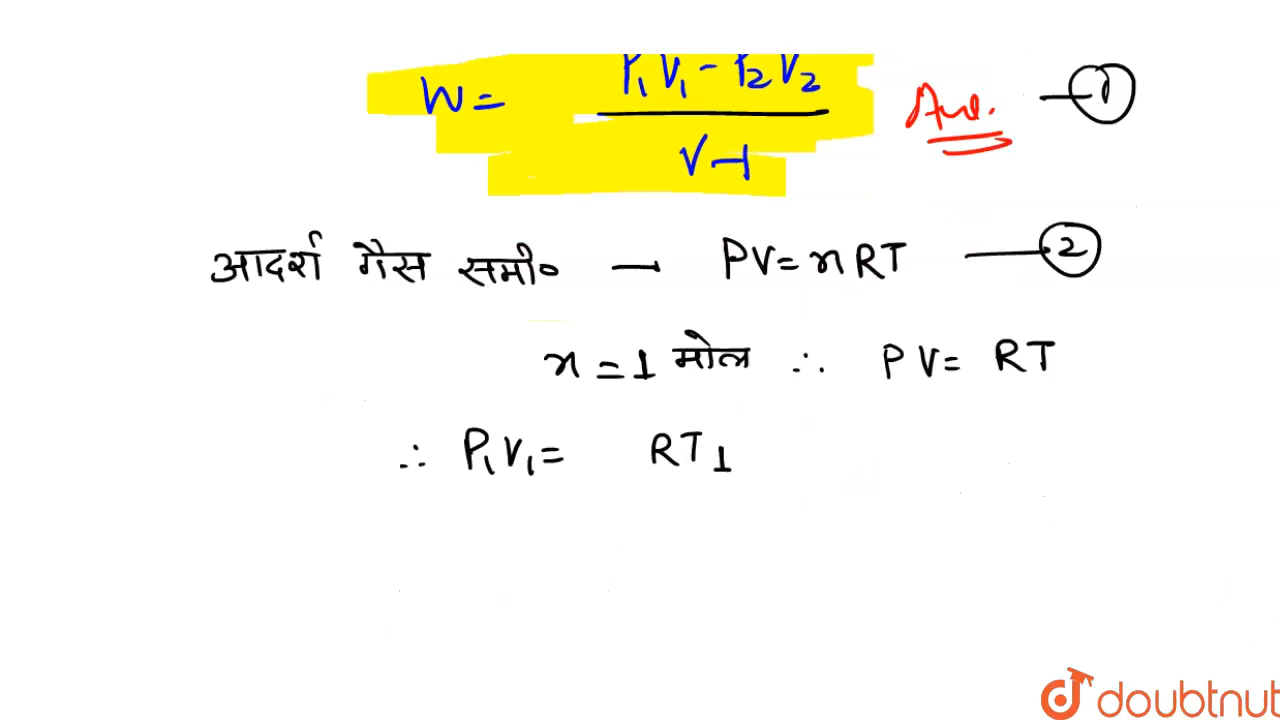 W = P₁V₁ - P₂V₂ / γ-1 Ans. — ①
आदर्श गैस समी० — PV = nRT — ②
n = 1 मोल ∴ PV = RT
∴ P₁V₁ = RT₁
doubtnut